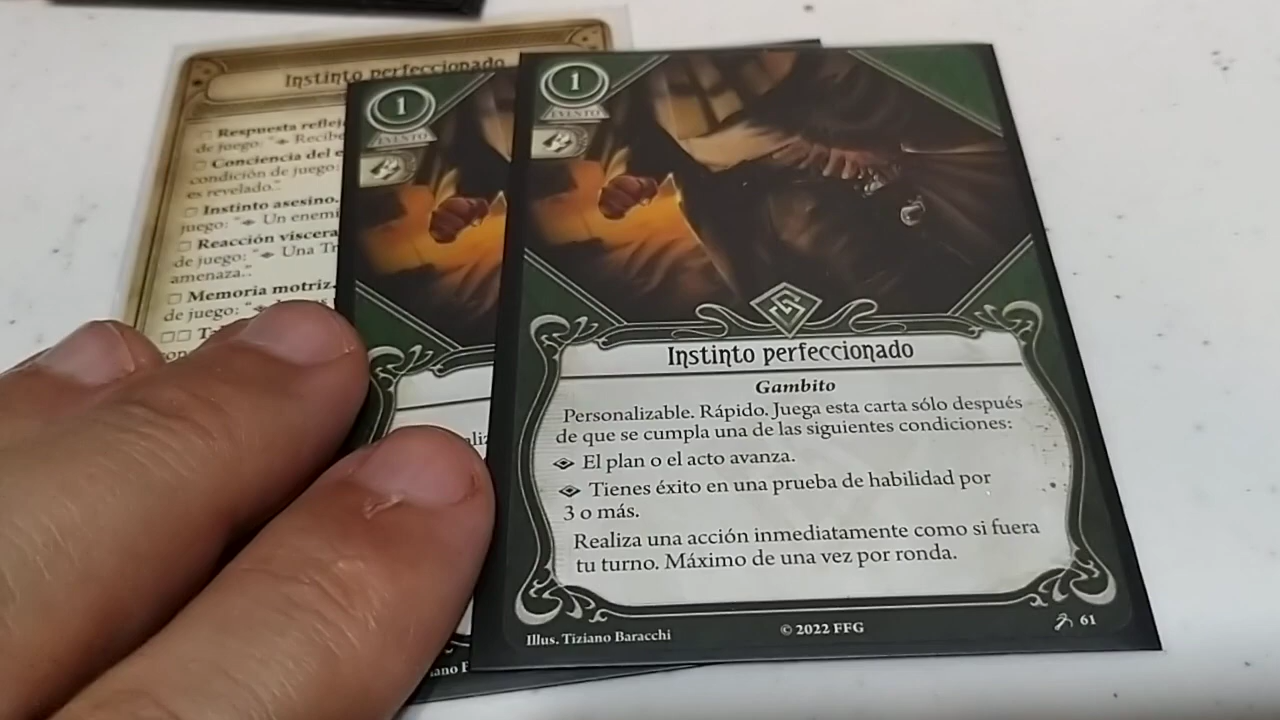 Instinto perfeccionado
Respuesta reflej
de juego: " Recibe
Conciencia del e
condición de juego:
es revelado."
Instinto asesino.
juego: " Un enemi
Reacción víscera
de juego: " Una Tr
amenaza..
Memoria motriz.
de juego: "
1
EVENTO
1
EVENTO
Instinto perfeccionado
Gambito
Personalizable. Rápido. Juega esta carta sólo después
de que se cumpla una de las siguientes condiciones:
El plan o el acto avanza.
Tienes éxito en una prueba de habilidad por
3 o más.
Realiza una acción inmediatamente como si fuera
tu turno. Máximo de una vez por ronda.
Illus. Tiziano Baracchi
© 2022 FFG
61